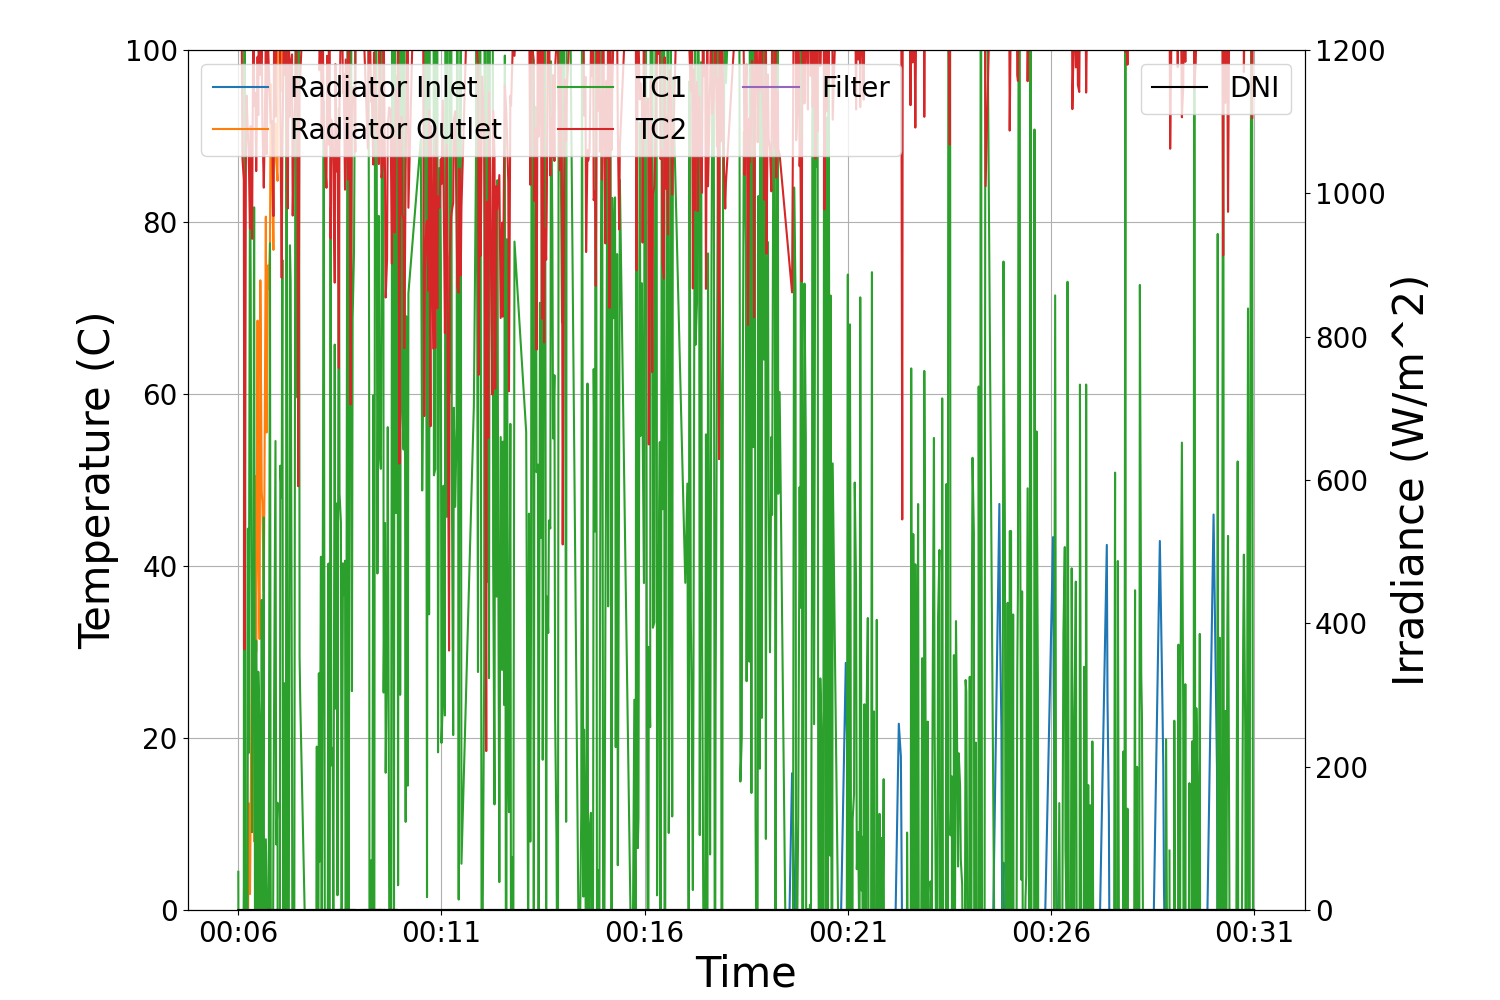 100
80
60
40
20
0
Temperature (C)
Radiator Inlet
Radiator Outlet
TC1
TC2
Filter
DNI
1200
1000
800
600
400
200
0
Irradiance (W/m^2)
00:06 00:11 00:16 00:21 00:26 00:31
Time